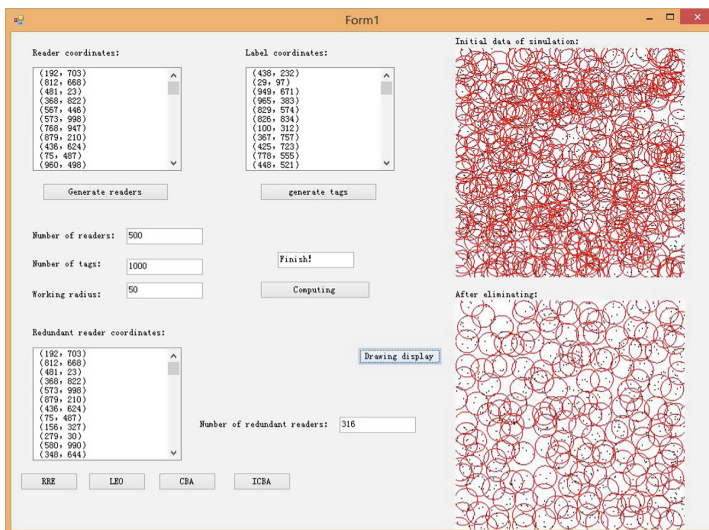 Form1
Reader coordinates:
(192, 703)
(812, 668)
(481, 23)
(368, 822)
(567, 446)
(573, 998)
(768, 947)
(879, 210)
(436, 624)
(75, 487)
(960, 498)
Label coordinates:
(438, 232)
(29, 97)
(949, 671)
(965, 383)
(829, 574)
(826, 834)
(100, 312)
(367, 757)
(425, 723)
(778, 555)
(448, 521)
Generate readers
generate tags
Number of readers: 500
Number of tags: 1000
Working radius: 50
Finish!
Computing
Redundant reader coordinates:
(192, 703)
(812, 668)
(481, 23)
(368, 822)
(573, 998)
(879, 210)
(436, 624)
(75, 487)
(156, 327)
(279, 30)
(580, 990)
(348, 644)
Drawing display
Number of redundant readers: 316
RRE
LEO
CBA
ICBA
Initial data of simulation:
After eliminating: